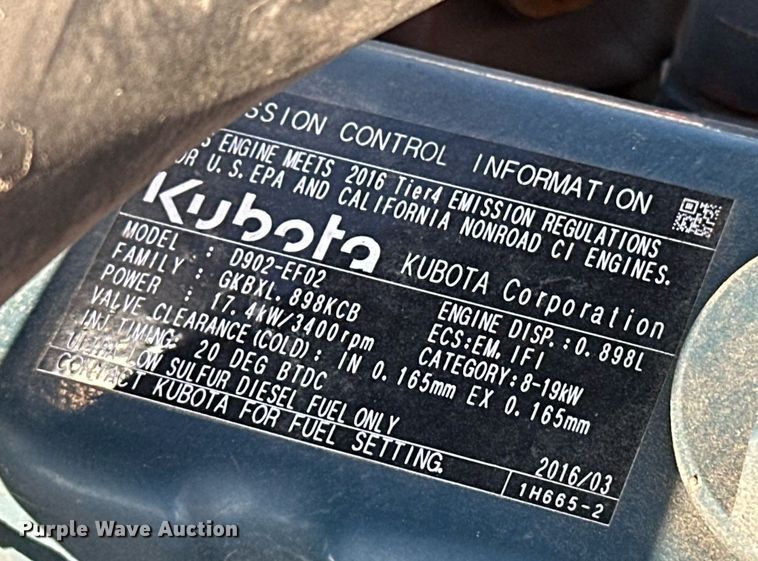 SSION CONTROL INFORMATION
S ENGINE MEETS 2016 Tier4 EMISSION REGULATIONS
OR U.S. EPA AND CALIFORNIA NONROAD CI ENGINES.
Kubota KUBOTA Corporation
MODEL : D902-EF02 ENGINE DISP.:0.898L
FAMILY : GKBXL.898KCB ECS:EM,IFI
POWER : 17.4kW/3400rpm CATEGORY:8-19kW
VALVE CLEARANCE(COLD): IN 0.165mm EX 0.165mm
INJ.TIMING: 20 DEG BTDC
ULTRA LOW SULFUR DIESEL FUEL ONLY
CONTACT KUBOTA FOR FUEL SETTING.
2016/03
1H665-2
Purple Wave Auction